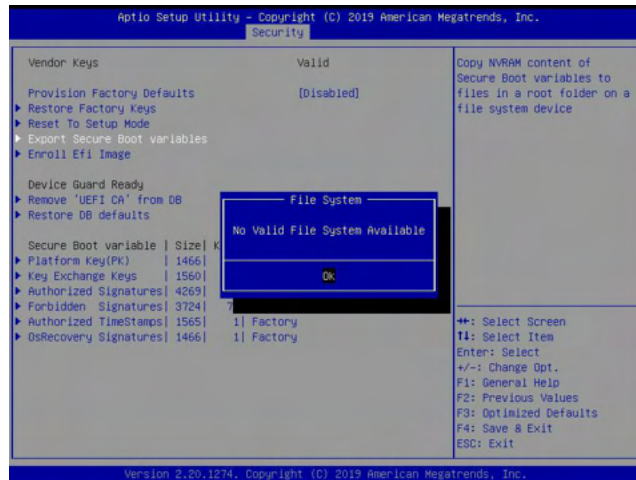 Aptio Setup Utility - Copyright (C) 2019 American Megatrends, Inc.
Security
Vendor Keys Valid
Provision Factory Defaults [Disabled]
Restore Factory Keys
Reset To Setup Mode
Export Secure Boot variables
Enroll Efi Image
Device Guard Ready
Remove 'UEFI CA' from DB
Restore DB defaults
Secure Boot variable | Size| K
Platform Key(PK) | 1466|
Key Exchange Keys | 1560|
Authorized Signatures| 4269|
Forbidden Signatures| 3724| 7
Authorized TimeStamps| 1565| 1| Factory
OsRecovery Signatures| 1466| 1| Factory
File System
No Valid File System Available
Ok
Copy NVRAM content of
Secure Boot variables to
files in a root folder on a
file system device
→←: Select Screen
↑↓: Select Item
Enter: Select
+/-: Change Opt.
F1: General Help
F2: Previous Values
F3: Optimized Defaults
F4: Save & Exit
ESC: Exit
Version 2.20.1274. Copyright (C) 2019 American Megatrends, Inc.